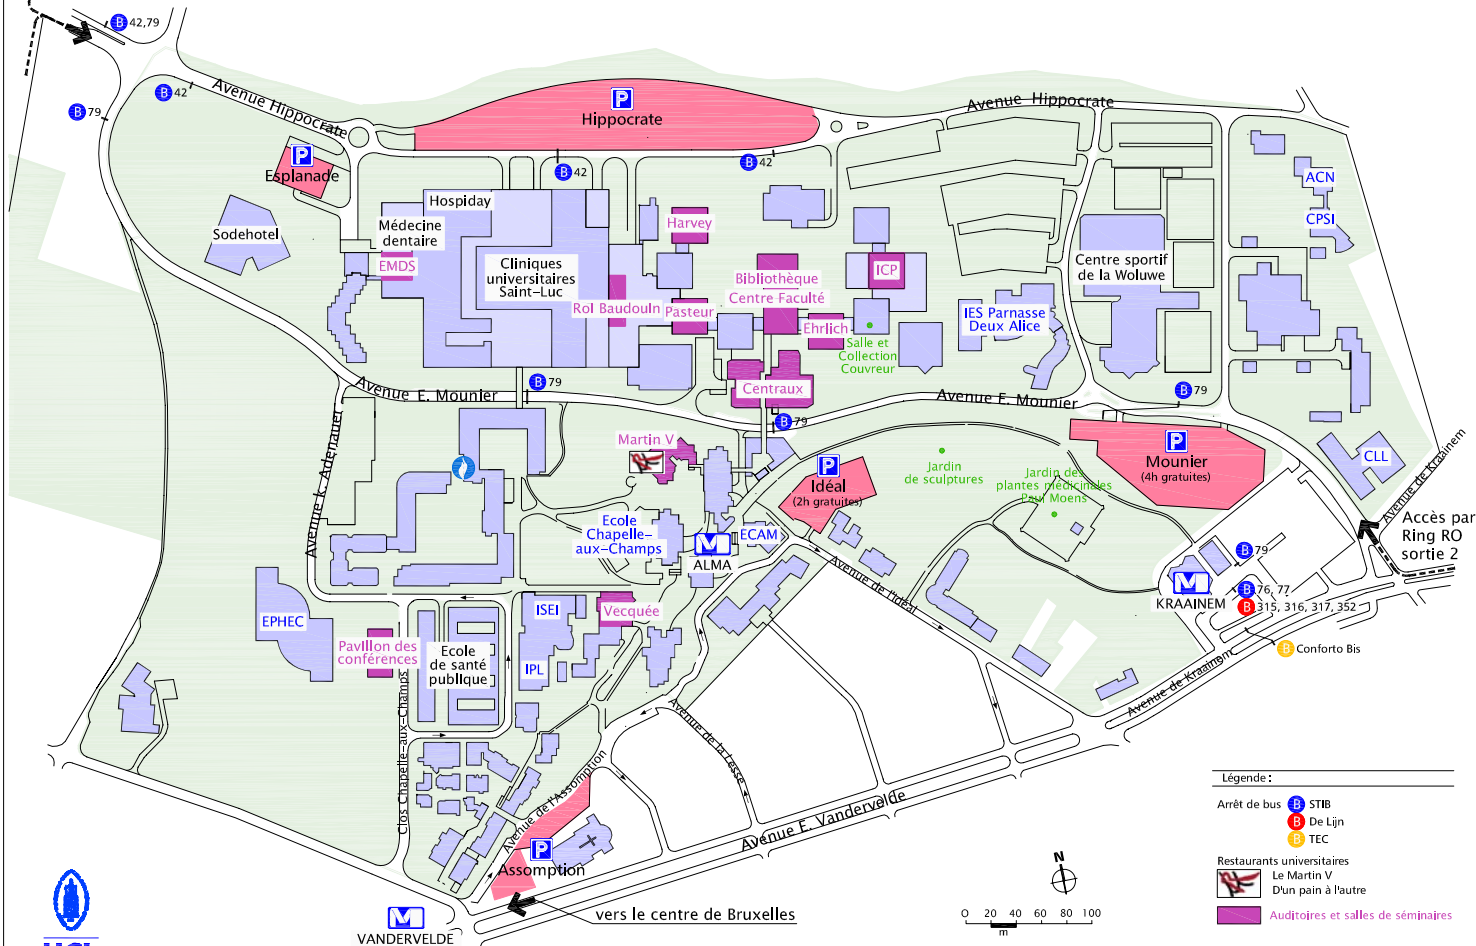 B 42,79
B 42
B 79
Avenue Hippocrate
P
Hippocrate
Avenue Hippocrate
P
Esplanade
B 42
B 42
ACN
CPSI
Hospiday
Médecine
dentaire
EMDS
Sodehotel
Cliniques
universitaires
Saint-Luc
Harvey
Bibliothèque
Centre Faculté
ICP
Centre sportif
de la Woluwe
Roi Baudouin
Pasteur
Ehrlich
Salle et
Collection
Couvreur
IES Parnasse
Deux Alice
Centraux
Avenue E. Mounier
B 79
Avenue E. Mounier
B 79
B 79
Avenue K. Adenauer
Martin V
P
Idéal
(2h gratuites)
Jardin
de sculptures
Jardin des
plantes médicinales
Paul Moens
P
Mounier
(4h gratuites)
CLL
Avenue de Kraainem
Accès par
Ring RO
sortie 2
Ecole
Chapelle-
aux-Champs
M
ALMA
ECAM
Avenue de l'Idéal
B 79
M
KRAAINEM
B 76, 77
B 315, 316, 317, 352
B Conforto Bis
Avenue de Kraainem
EPHEC
Pavillon des
conférences
Ecole
de santé
publique
ISEI
IPL
Vecquée
Clos Chapelle-aux-Champs
Avenue de l'Assomption
Avenue de la Lesse
Avenue E. Vandervelde
P
Assomption
vers le centre de Bruxelles
M
VANDERVELDE
UCL
N
0 20 40 60 80 100
m
Légende :
Arrêt de bus B STIB
B De Lijn
B TEC
Restaurants universitaires
Le Martin V
D'un pain à l'autre
Auditoires et salles de séminaires